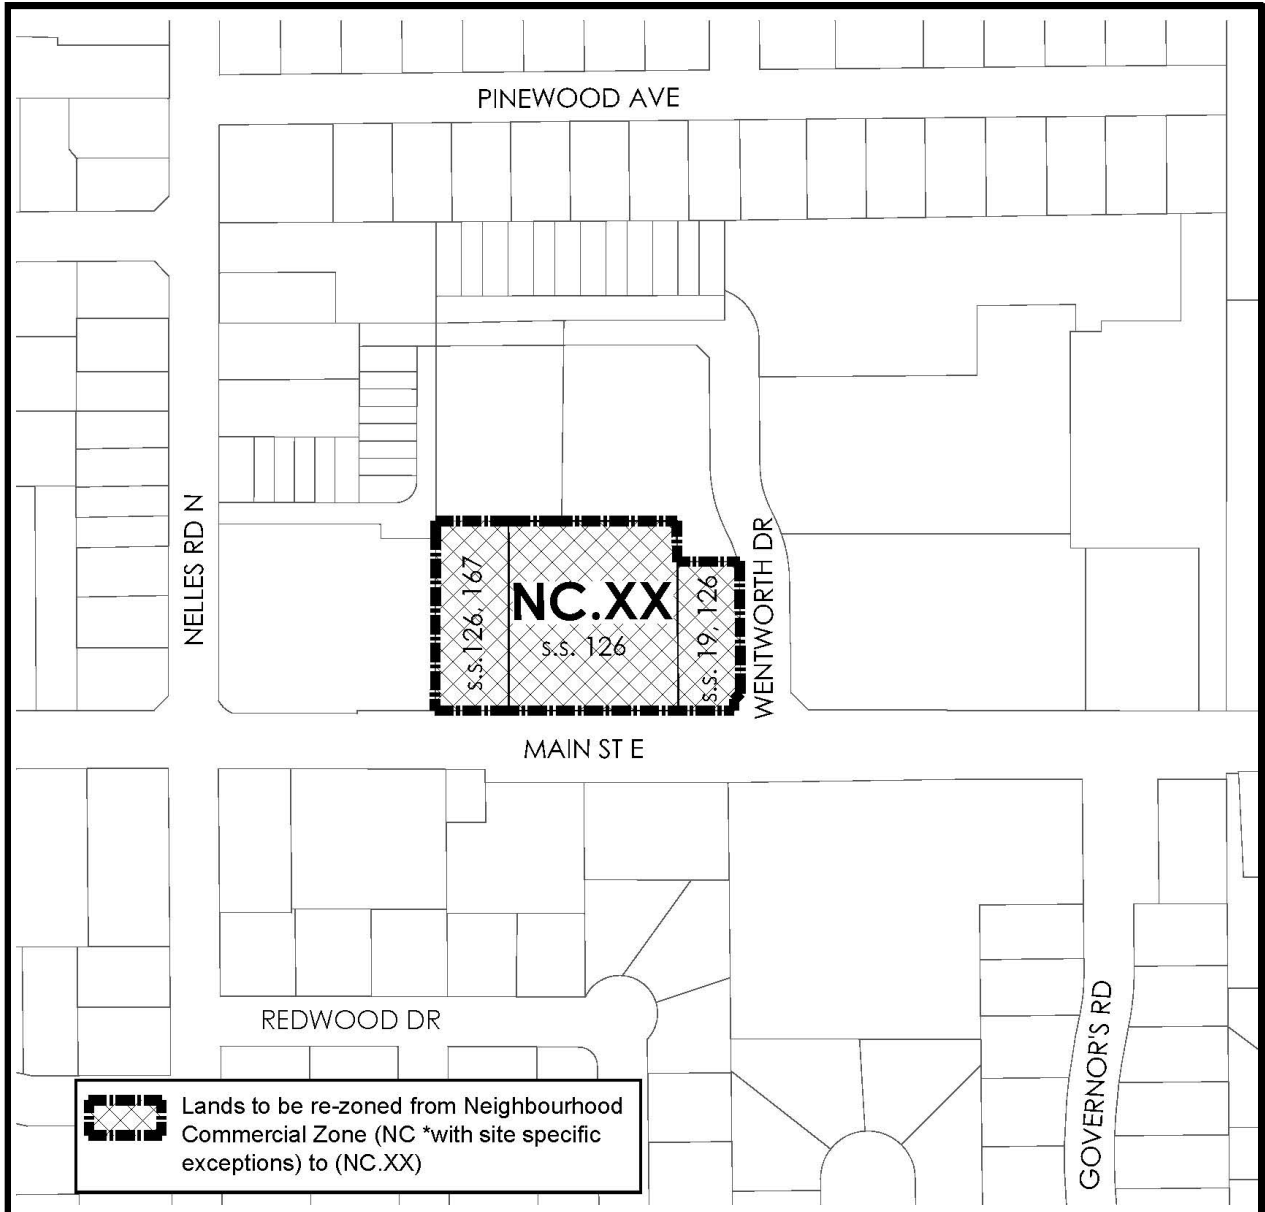 PINEWOOD AVE
NELLES RD N
s.s.126, 167
NC.XX
s.s. 126
s.s. 19, 126
WENTWORTH DR
MAIN ST E
REDWOOD DR
GOVERNOR'S RD
Lands to be re-zoned from Neighbourhood
Commercial Zone (NC *with site specific
exceptions) to (NC.XX)